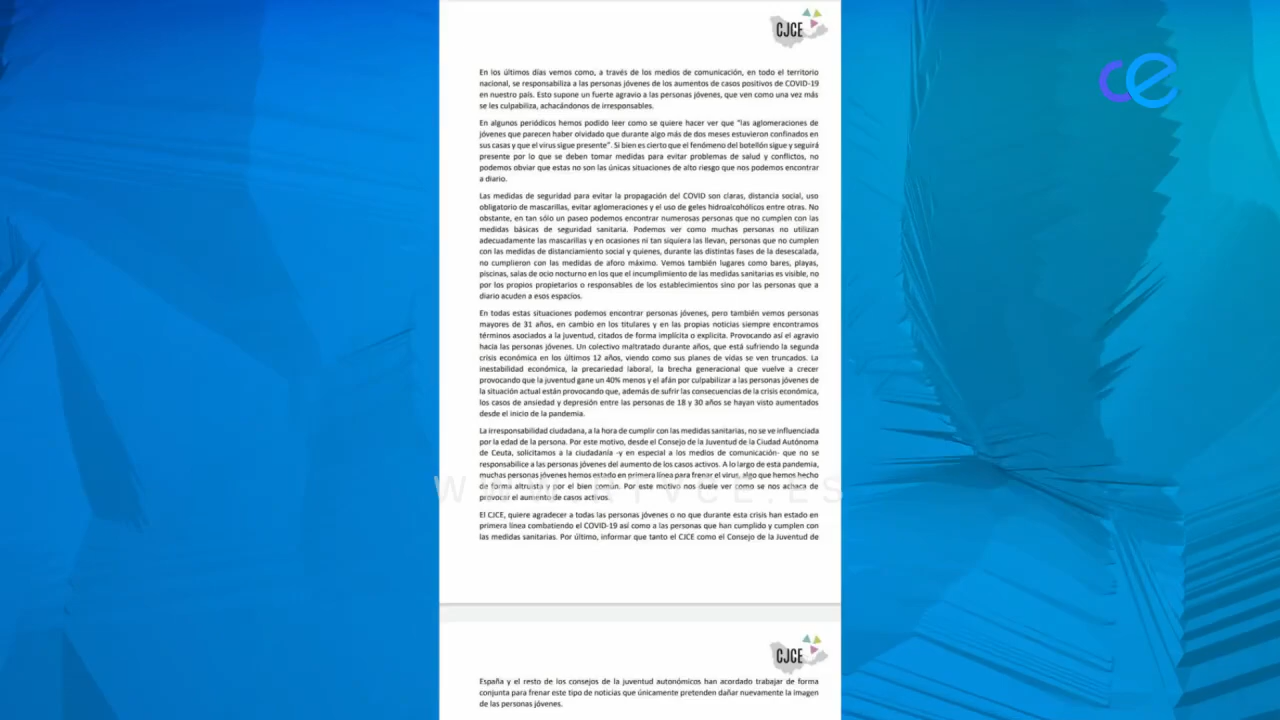 CJCE
ce
En los últimos días vemos como, a través de los medios de comunicación, en todo el territorio
nacional, se responsabiliza a las personas jóvenes de los aumentos de casos positivos de COVID-19
en nuestro país. Esto supone un fuerte agravio a las personas jóvenes, que ven como una vez más
se les culpabiliza, achacándonos de irresponsables.
En algunos periódicos hemos podido leer como se quiere hacer ver que "las aglomeraciones de
jóvenes que parecen haber olvidado que durante algo más de dos meses estuvieron confinados en
sus casas y que el virus sigue presente". Si bien es cierto que el fenómeno del botellón sigue y seguirá
presente por lo que se deben tomar medidas para evitar problemas de salud y conflictos, no
podemos obviar que estas no son las únicas situaciones de alto riesgo que nos podemos encontrar
a diario.
Las medidas de seguridad para evitar la propagación del COVID son claras, distancia social, uso
obligatorio de mascarillas, evitar aglomeraciones y el uso de geles hidroalcohólicos entre otras. No
obstante, en tan sólo un paseo podemos encontrar numerosas personas que no cumplen con las
medidas básicas de seguridad sanitaria. Podemos ver como muchas personas no utilizan
adecuadamente las mascarillas y en ocasiones ni tan siquiera las llevan, personas que no cumplen
con las medidas de distanciamiento social y quienes, durante las distintas fases de la desescalada,
no cumplieron con las medidas de aforo máximo. Vemos también lugares como bares, playas,
piscinas, salas de ocio nocturno en los que el incumplimiento de las medidas sanitarias es visible, no
por los propios propietarios o responsables de los establecimientos sino por las personas que a
diario acuden a esos espacios.
En todas estas situaciones podemos encontrar personas jóvenes, pero también vemos personas
mayores de 31 años, en cambio en los titulares y en las propias noticias siempre encontramos
términos asociados a la juventud, citados de forma implícita o explícita. Provocando así el agravio
hacia las personas jóvenes. Un colectivo maltratado durante años, que está sufriendo la segunda
crisis económica en los últimos 12 años, viendo como sus planes de vidas se ven truncados. La
inestabilidad económica, la precariedad laboral, la brecha generacional que vuelve a crecer
provocando que la juventud gane un 40% menos y el afán por culpabilizar a las personas jóvenes de
la situación actual están provocando que, además de sufrir las consecuencias de la crisis económica,
los casos de ansiedad y depresión entre las personas de 18 y 30 años se hayan visto aumentados
desde el inicio de la pandemia.
La irresponsabilidad ciudadana, a la hora de cumplir con las medidas sanitarias, no se ve influenciada
por la edad de la persona. Por este motivo, desde el Consejo de la Juventud de la Ciudad Autónoma
de Ceuta, solicitamos a la ciudadanía -y en especial a los medios de comunicación- que no se
responsabilice a las personas jóvenes del aumento de los casos activos. A lo largo de esta pandemia,
muchas personas jóvenes hemos estado en primera línea para frenar el virus, algo que hemos hecho
de forma altruista y por el bien común. Por este motivo nos duele ver como se nos achaca de
provocar el aumento de casos activos.
WWW.RTVCE.ES
El CJCE, quiere agradecer a todas las personas jóvenes o no que durante esta crisis han estado en
primera línea combatiendo el COVID-19 así como a las personas que han cumplido y cumplen con
las medidas sanitarias. Por último, informar que tanto el CJCE como el Consejo de la Juventud de
CJCE
España y el resto de los consejos de la juventud autonómicos han acordado trabajar de forma
conjunta para frenar este tipo de noticias que únicamente pretenden dañar nuevamente la imagen
de las personas jóvenes.